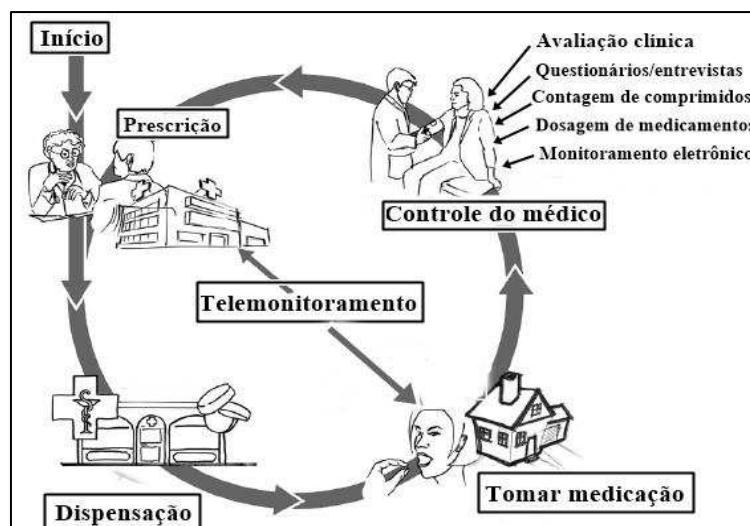 Início
Prescrição
Avaliação clínica
Questionários/entrevistas
Contagem de comprimidos
Dosagem de medicamentos
Monitoramento eletrônico
Controle do médico
Telemonitoramento
Tomar medicação
Dispensação